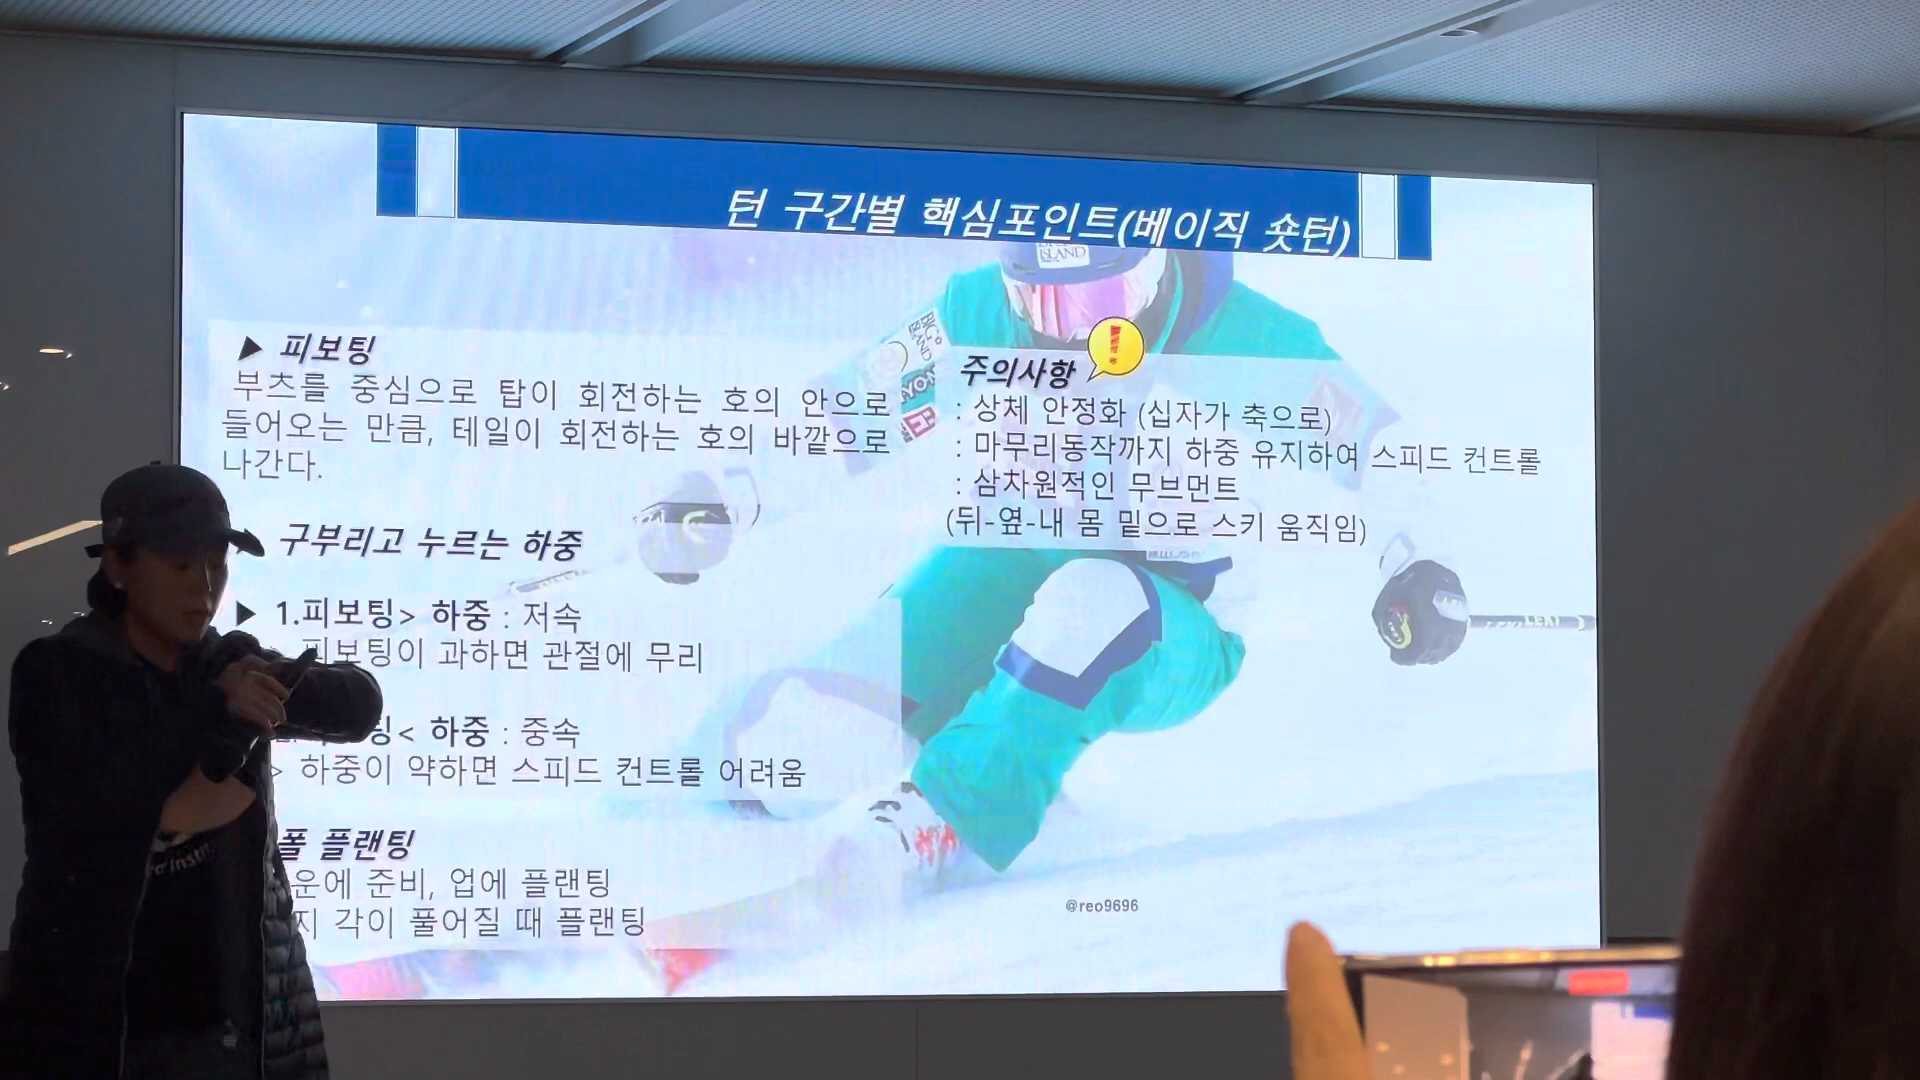 턴 구간별 핵심포인트(베이직 숏턴)
▶ 피보팅
부츠를 중심으로 탑이 회전하는 호의 안으로
들어오는 만큼, 테일이 회전하는 호의 바깥으로
나간다.
구부리고 누르는 하중
▶ 1.피보팅> 하중 : 저속
피보팅이 과하면 관절에 무리
팅< 하중 : 중속
> 하중이 약하면 스피드 컨트롤 어려움
폴 플랜팅
운에 준비, 업에 플랜팅
지 각이 풀어질 때 플랜팅
주의사항
: 상체 안정화 (십자가 축으로)
: 마무리동작까지 하중 유지하여 스피드 컨트롤
: 삼차원적인 무브먼트
(뒤-옆-내 몸 밑으로 스키 움직임)
@reo9696
ISLAND
BIG
ISLAND
LEKI